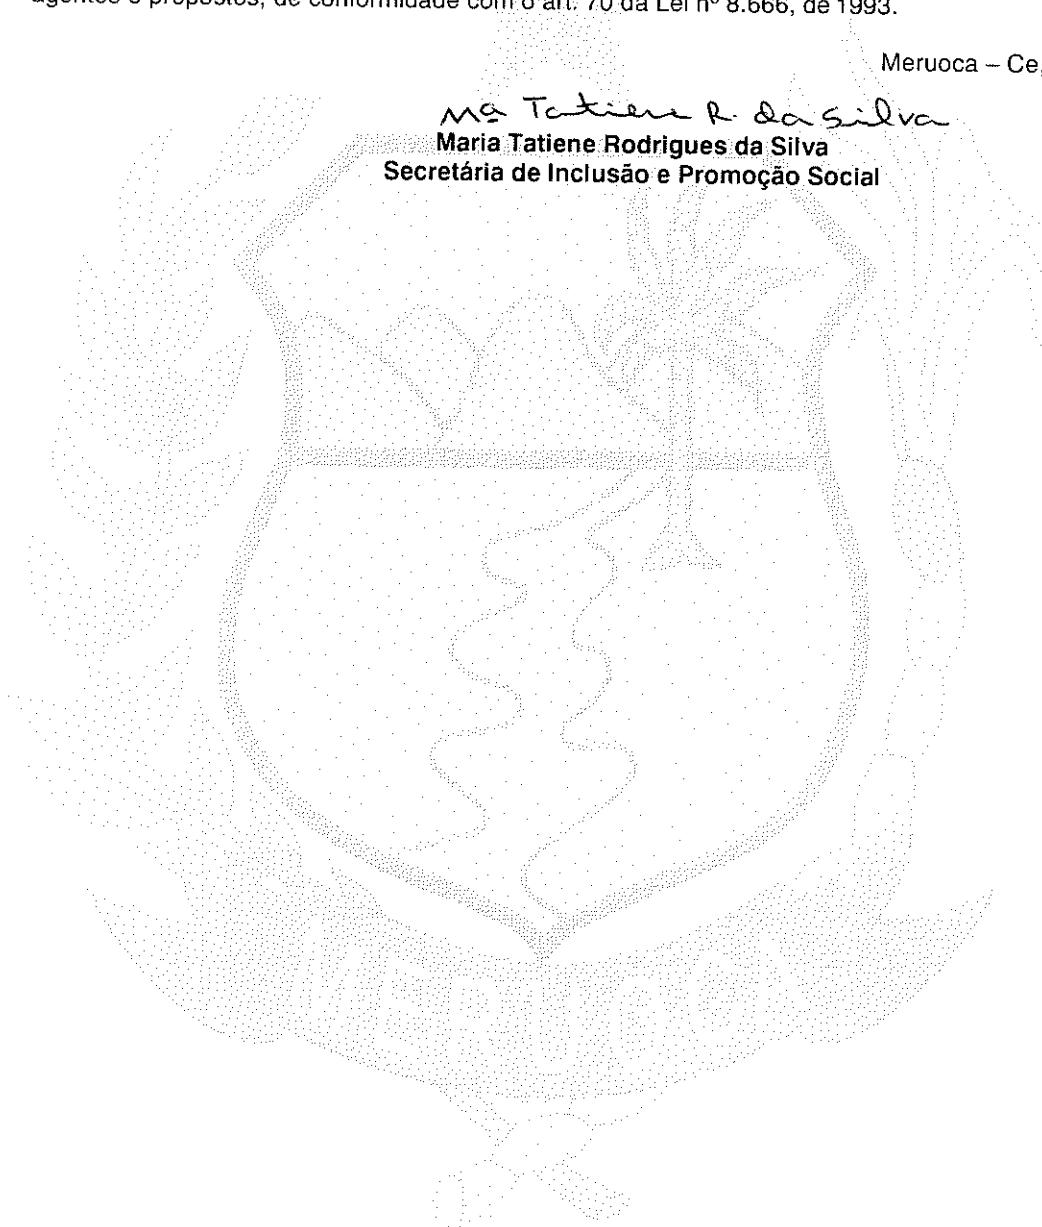 agentes e prepostos, de conformidade com o art. 70 da Lei nº 8.666, de 1993.
Meruoca – Ce,
Mª Tatiene R. da Silva
Maria Tatiene Rodrigues da Silva
Secretária de Inclusão e Promoção Social
MERUOCA